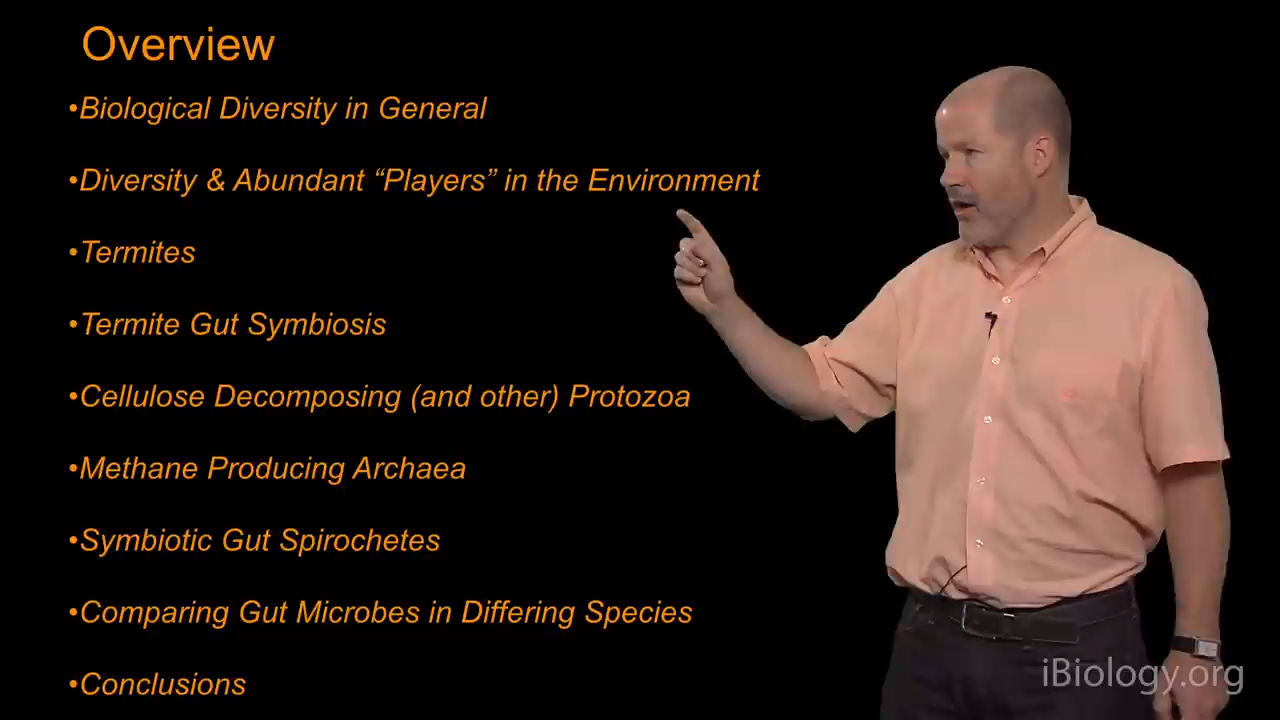 Overview
•Biological Diversity in General
•Diversity & Abundant “Players” in the Environment
•Termites
•Termite Gut Symbiosis
•Cellulose Decomposing (and other) Protozoa
•Methane Producing Archaea
•Symbiotic Gut Spirochetes
•Comparing Gut Microbes in Differing Species
•Conclusions
iBiology.org